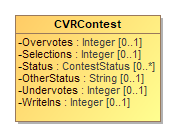 CVRContest
-Overvotes : Integer [0..1]
-Selections : Integer [0..1]
-Status : ContestStatus [0..*]
-OtherStatus : String [0..1]
-Undervotes : Integer [0..1]
-WriteIns : Integer [0..1]